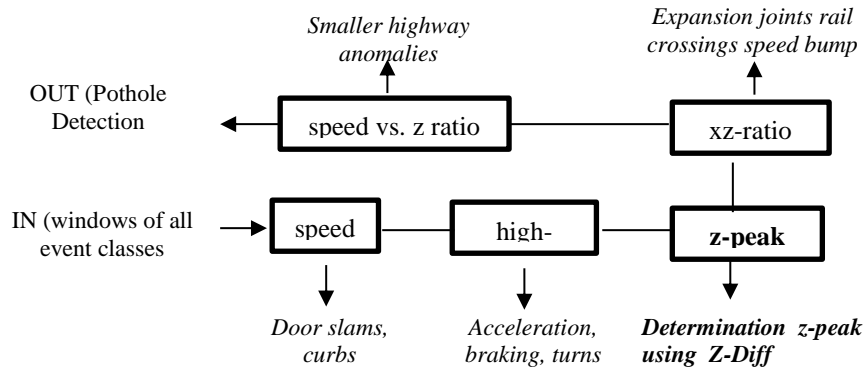 Smaller highway
anomalies
Expansion joints rail
crossings speed bump
OUT (Pothole
Detection
speed vs. z ratio
xz-ratio
IN (windows of all
event classes
speed
high-
z-peak
Door slams,
curbs
Acceleration,
braking, turns
Determination z-peak
using Z-Diff